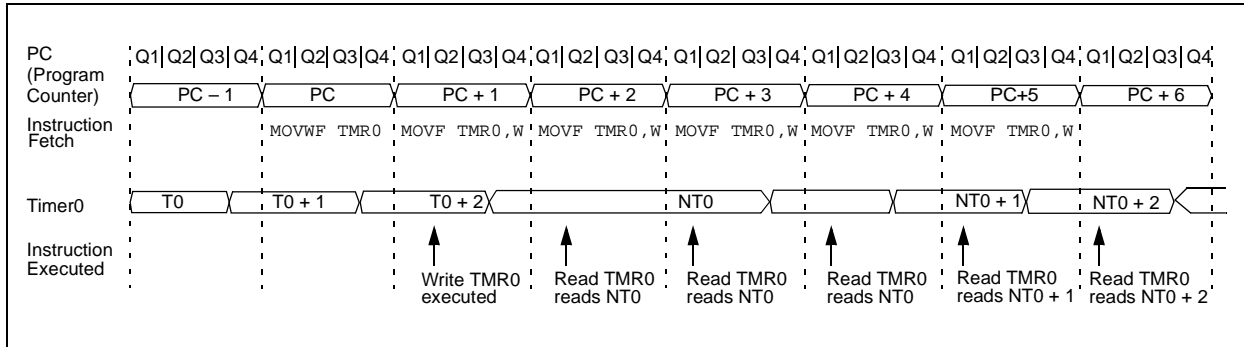 PC (Program Counter)
Q1 Q2 Q3 Q4 Q1 Q2 Q3 Q4 Q1 Q2 Q3 Q4 Q1 Q2 Q3 Q4 Q1 Q2 Q3 Q4 Q1 Q2 Q3 Q4 Q1 Q2 Q3 Q4 Q1 Q2 Q3 Q4
PC – 1 PC PC + 1 PC + 2 PC + 3 PC + 4 PC+5 PC + 6
Instruction Fetch
MOVWF TMR0 MOVF TMR0,W MOVF TMR0,W MOVF TMR0,W MOVF TMR0,W MOVF TMR0,W
Timer0 T0 T0 + 1 T0 + 2 NT0 NT0 + 1 NT0 + 2
Instruction
Executed
Write TMR0 executed
Read TMR0 reads NT0
Read TMR0 reads NT0
Read TMR0 reads NT0
Read TMR0 reads NT0 + 1
Read TMR0 reads NT0 + 2